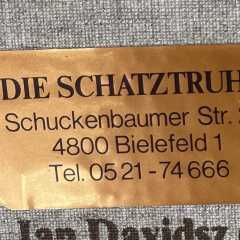 DIE SCHATZTRUH
Schuckenbaumer Str.
4800 Bielefeld 1
Tel. 05 21 - 74 666
Jan Davidsz